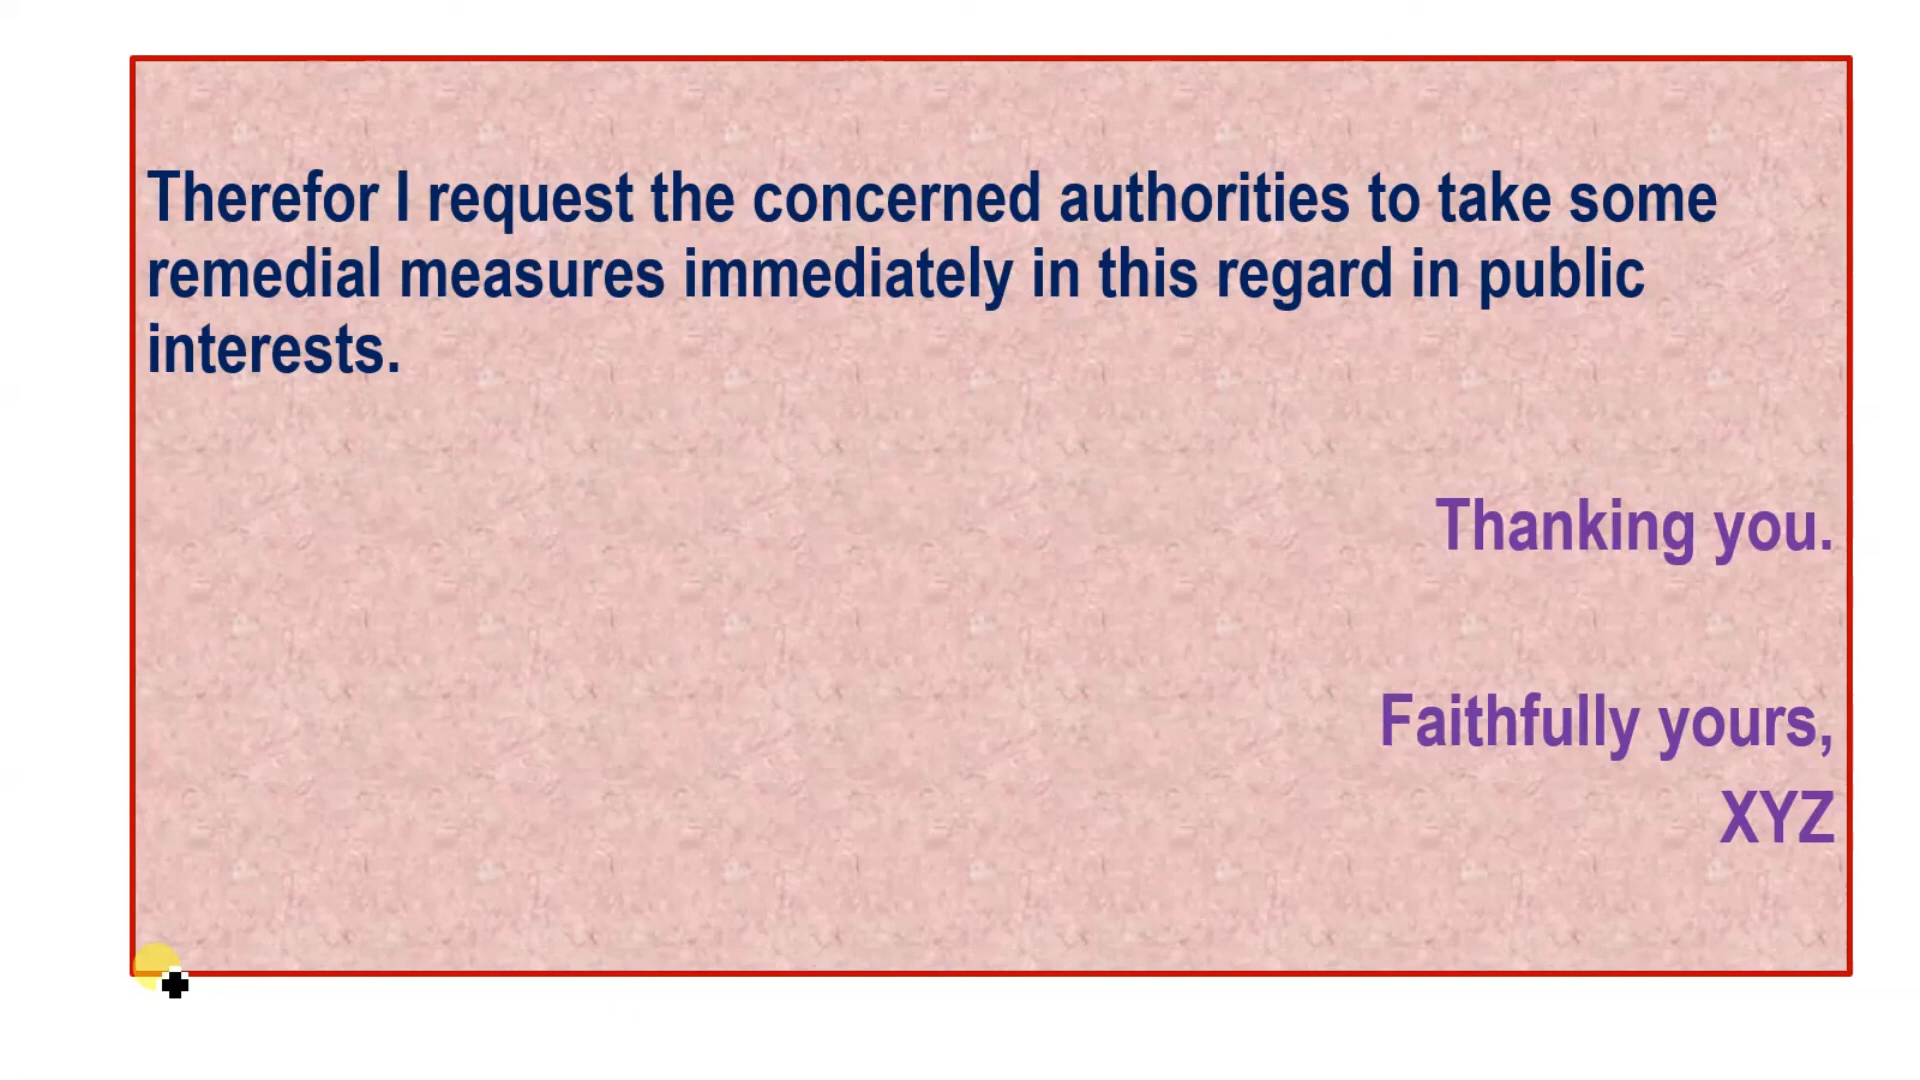 Therefor I request the concerned authorities to take some
remedial measures immediately in this regard in public
interests.
Thanking you.
Faithfully yours,
XYZ